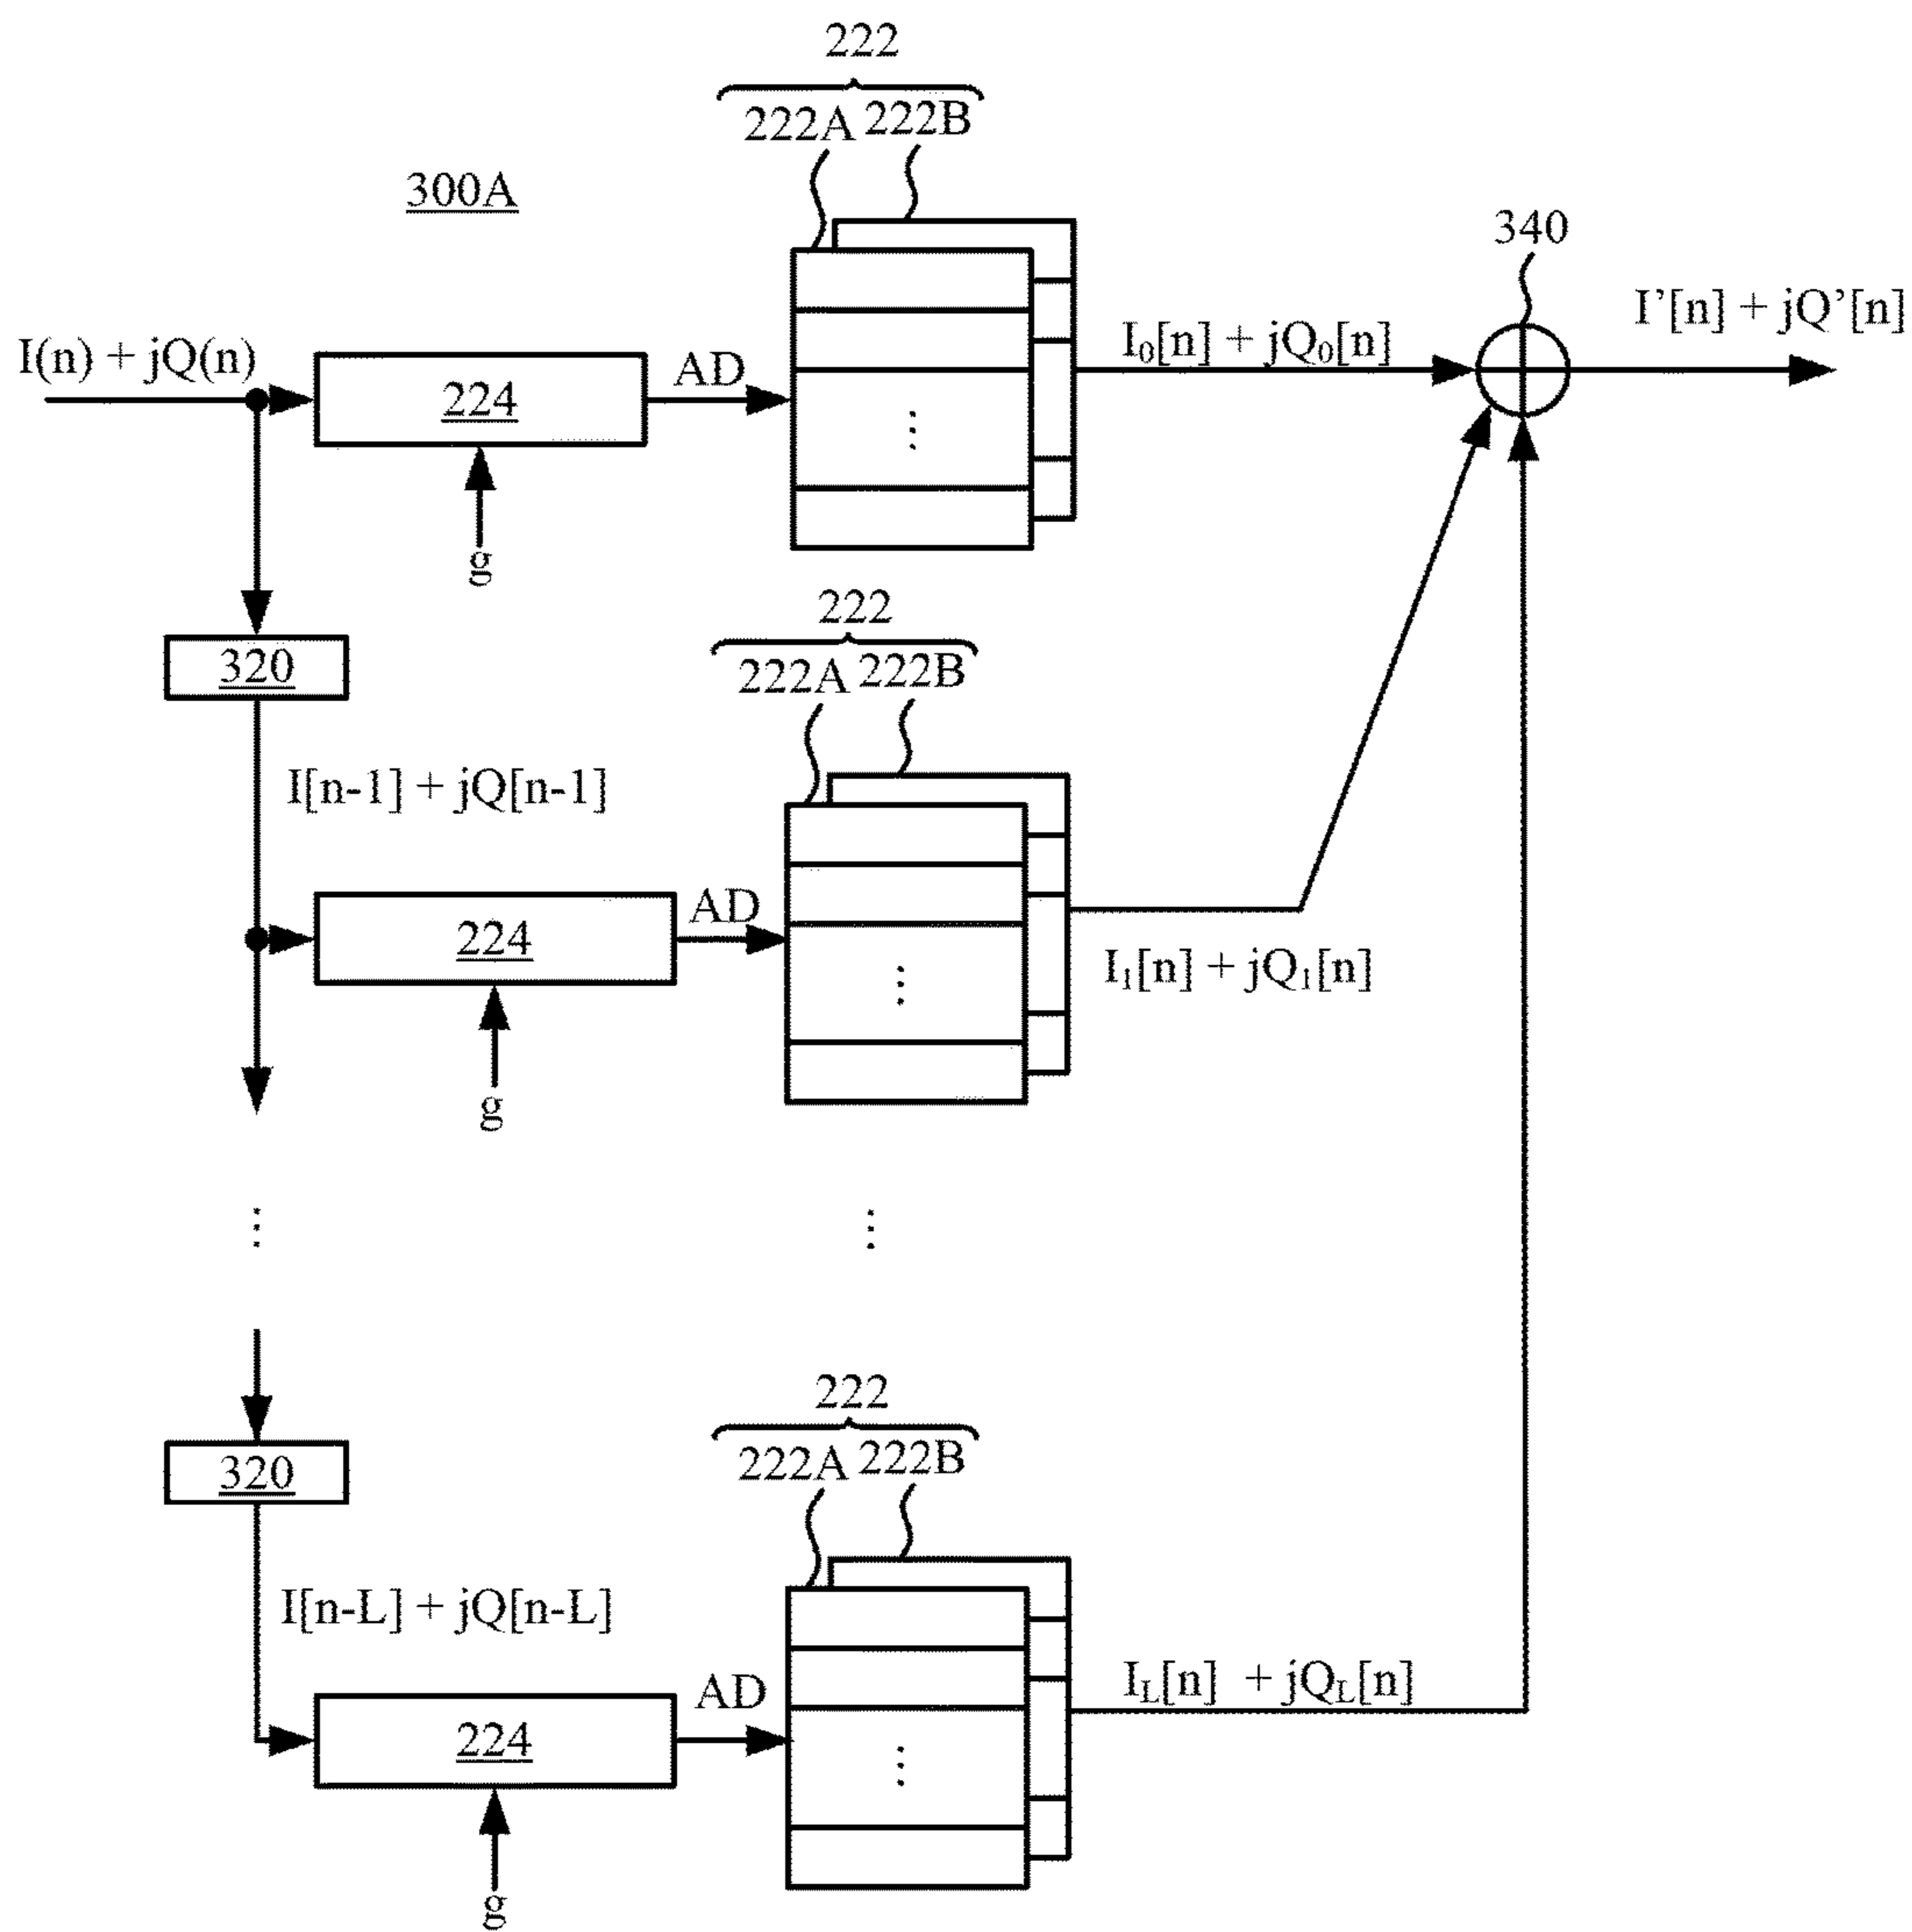 222
222A 222B
300A
340
I(n) + jQ(n)
224
AD
I₀[n] + jQ₀[n]
I’[n] + jQ’[n]
g
320
222
222A 222B
I[n-1] + jQ[n-1]
224
AD
I₁[n] + jQ₁[n]
g
320
222
222A 222B
I[n-L] + jQ[n-L]
224
AD
I_L[n] + jQ_L[n]
g